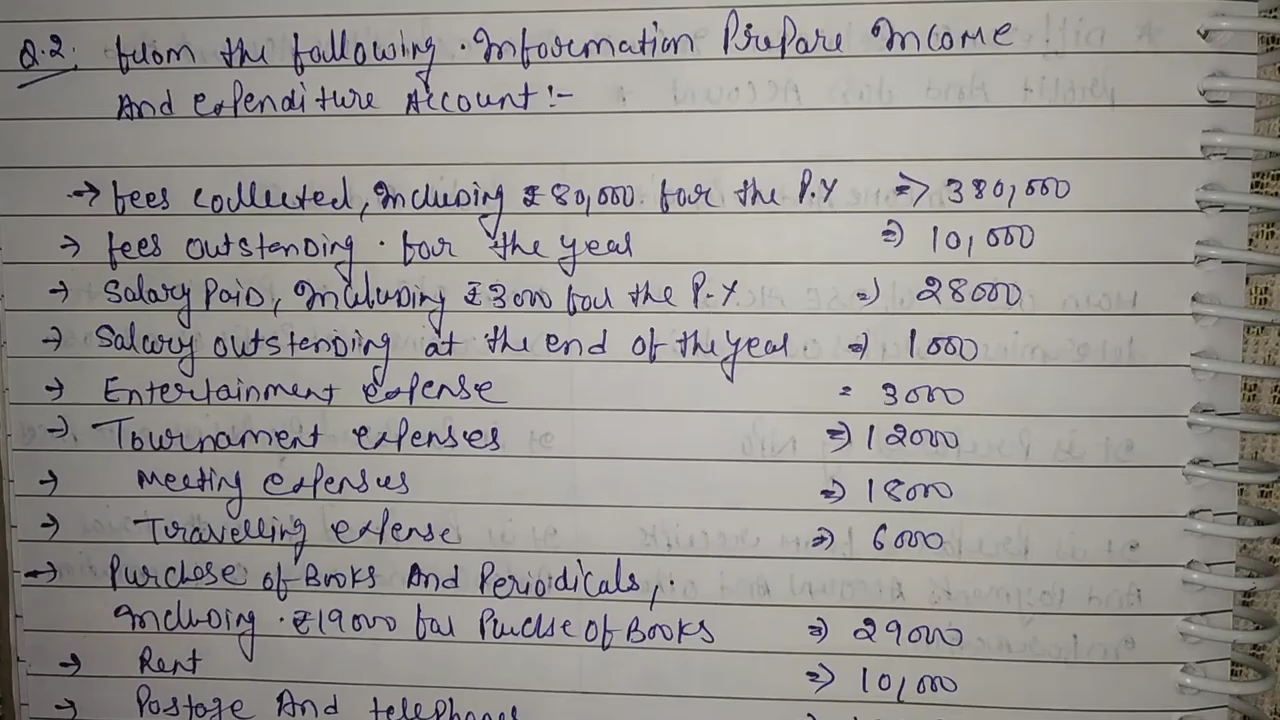 Q.2. from the following Information Prepare Income
And expenditure Account:-
→ fees collected, Including ₹80,000 for the P.Y => 380,000
→ fees outstanding for the year => 10,000
→ Salary Paid, Including ₹3000 for the P.Y. => 28000
→ Salary outstanding at the end of the year. => 1000
→ Entertainment expense = 3000
→ Tournament expenses => 12000
→ Meeting expenses => 18000
→ Travelling expense => 6000
→ Purchase of Books And Periodicals,
Including ₹19000 for Purchse of Books => 29000
→ Rent => 10,000
→ Postage And telephones